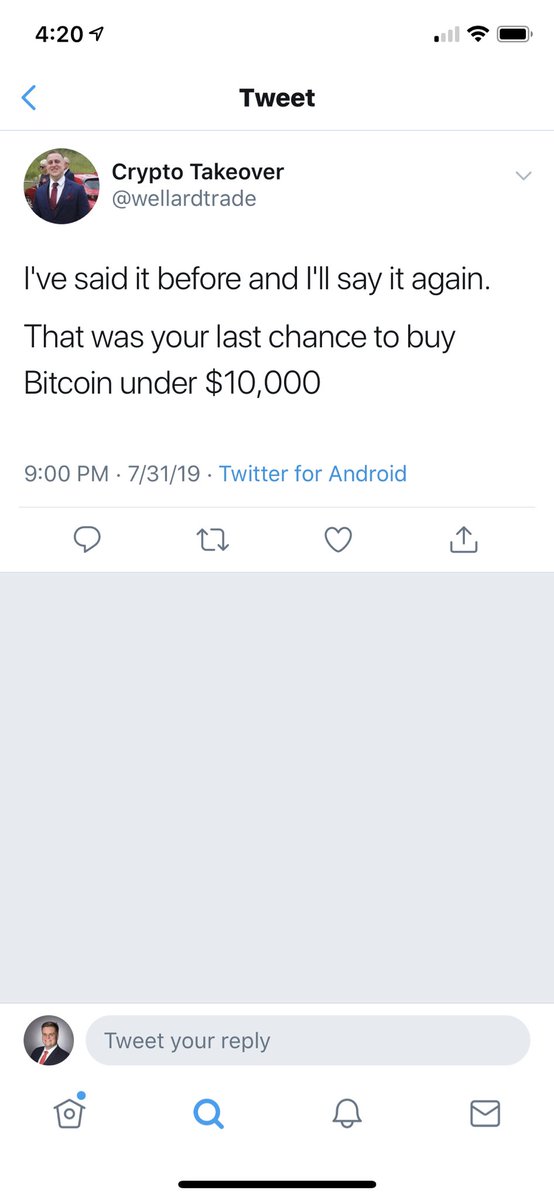 4:20
Tweet
Crypto Takeover
@wellardtrade
I've said it before and I'll say it again.
That was your last chance to buy
Bitcoin under $10,000
9:00 PM · 7/31/19 · Twitter for Android
Tweet your reply